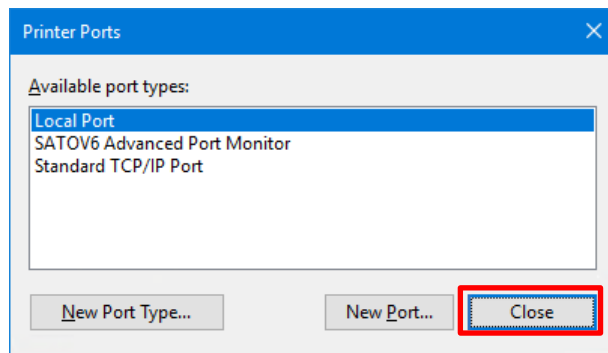 Printer Ports
Available port types:
Local Port
SATOV6 Advanced Port Monitor
Standard TCP/IP Port
New Port Type... New Port... Close